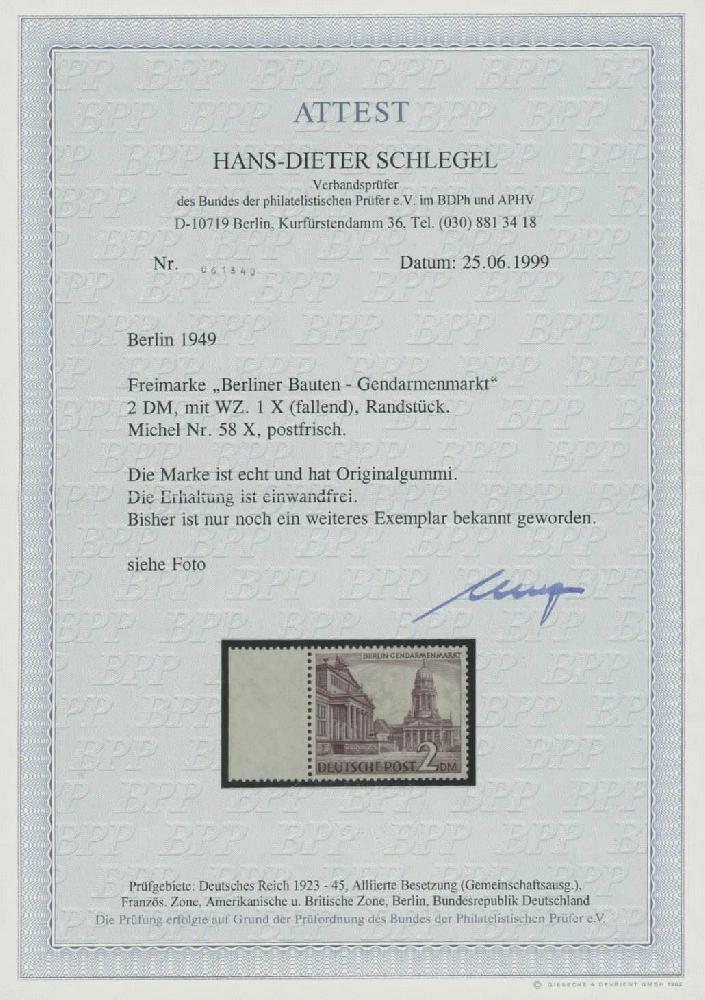 ATTEST
HANS-DIETER SCHLEGEL
Verbandsprüfer
des Bundes der philatelistischen Prüfer e.V. im BDPh und APHV
D-10719 Berlin, Kurfürstendamm 36, Tel. (030) 881 34 18
Nr. 061340 Datum: 25.06.1999
Berlin 1949
Freimarke „Berliner Bauten - Gendarmenmarkt“
2 DM, mit WZ. 1 X (fallend), Randstück.
Michel Nr. 58 X, postfrisch.
Die Marke ist echt und hat Originalgummi.
Die Erhaltung ist einwandfrei.
Bisher ist nur noch ein weiteres Exemplar bekannt geworden.
siehe Foto
BERLIN-GENDARMENMARKT
DEUTSCHE POST 2 DM
Prüfgebiete: Deutsches Reich 1923 - 45, Alliierte Besetzung (Gemeinschaftsausg.),
Französ. Zone, Amerikanische u. Britische Zone, Berlin, Bundesrepublik Deutschland
Die Prüfung erfolgte auf Grund der Prüfordnung des Bundes der Philatelistischen Prüfer e.V.
© GIESECKE & DEVRIENT GMBH 1992